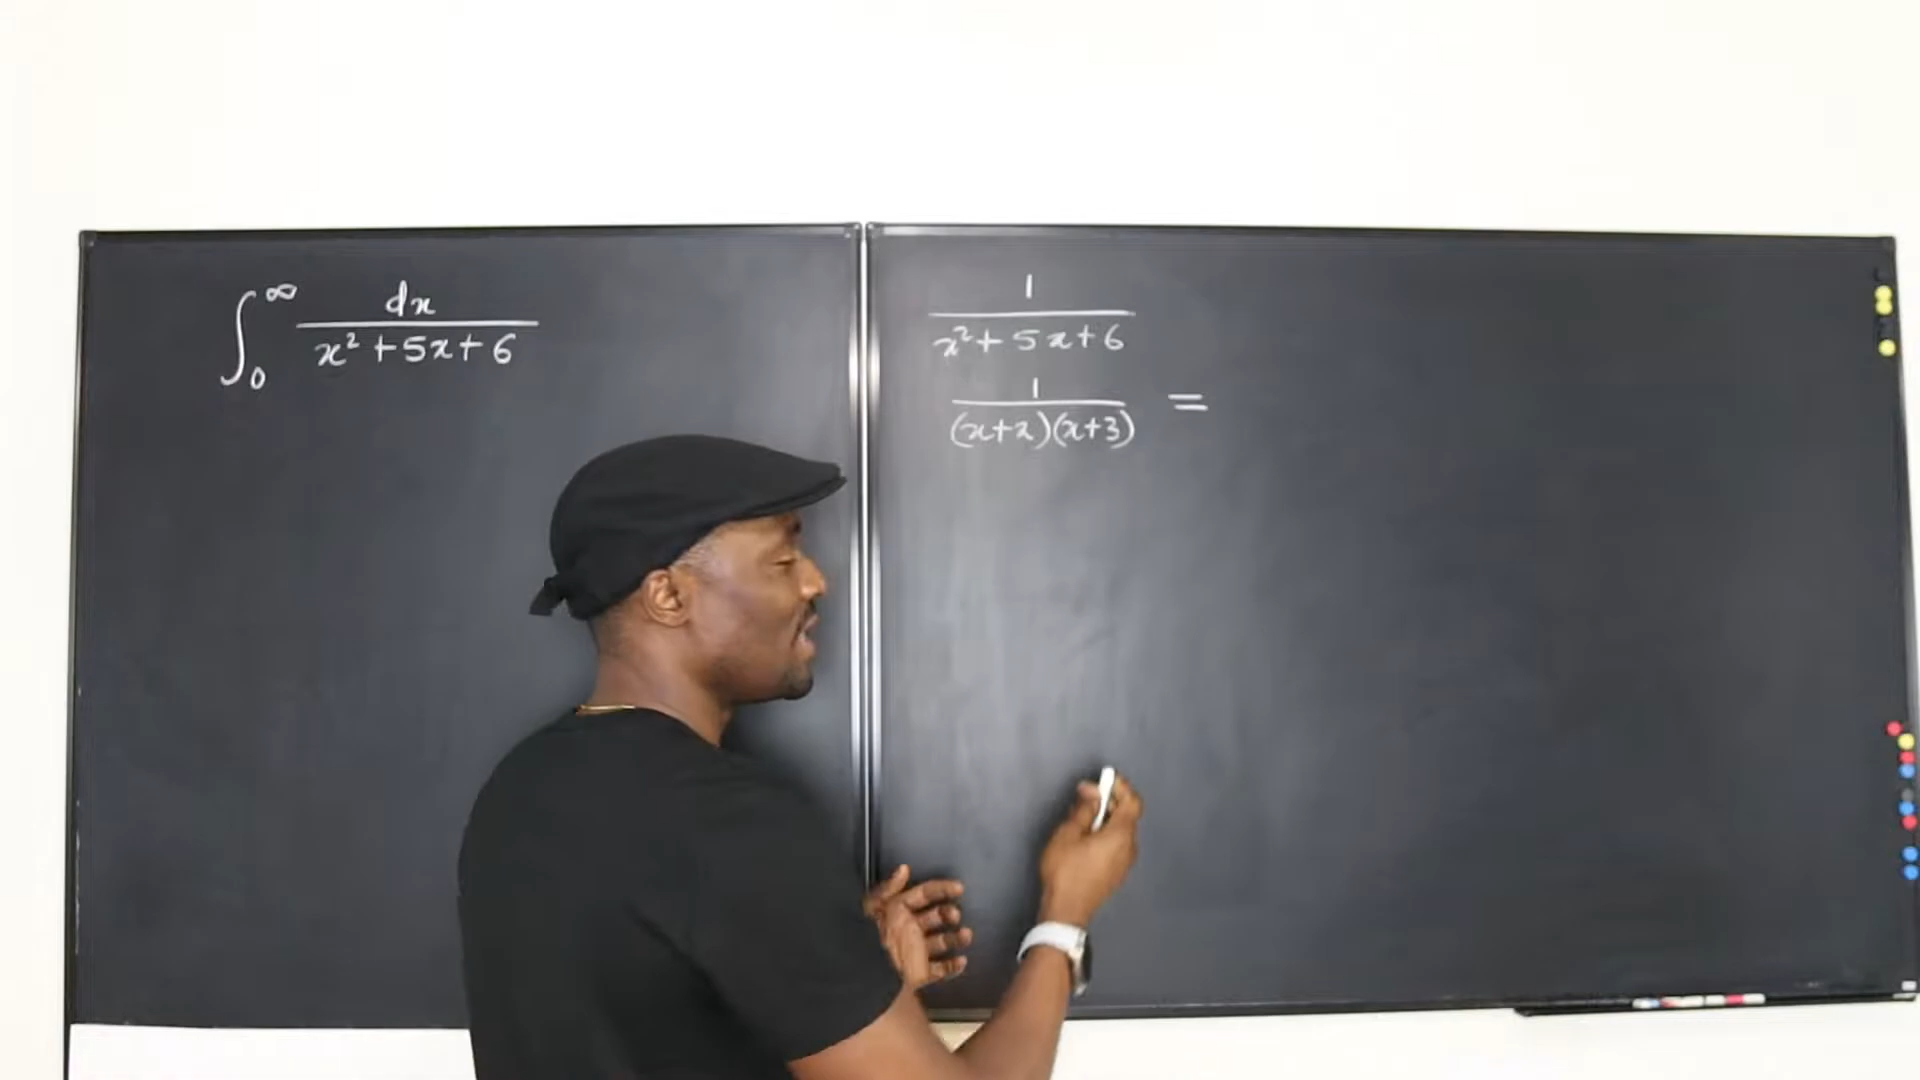 ∫₀^∞ dx / (x² + 5x + 6)
1 / (x² + 5x + 6)
1 / ((x+2)(x+3)) =